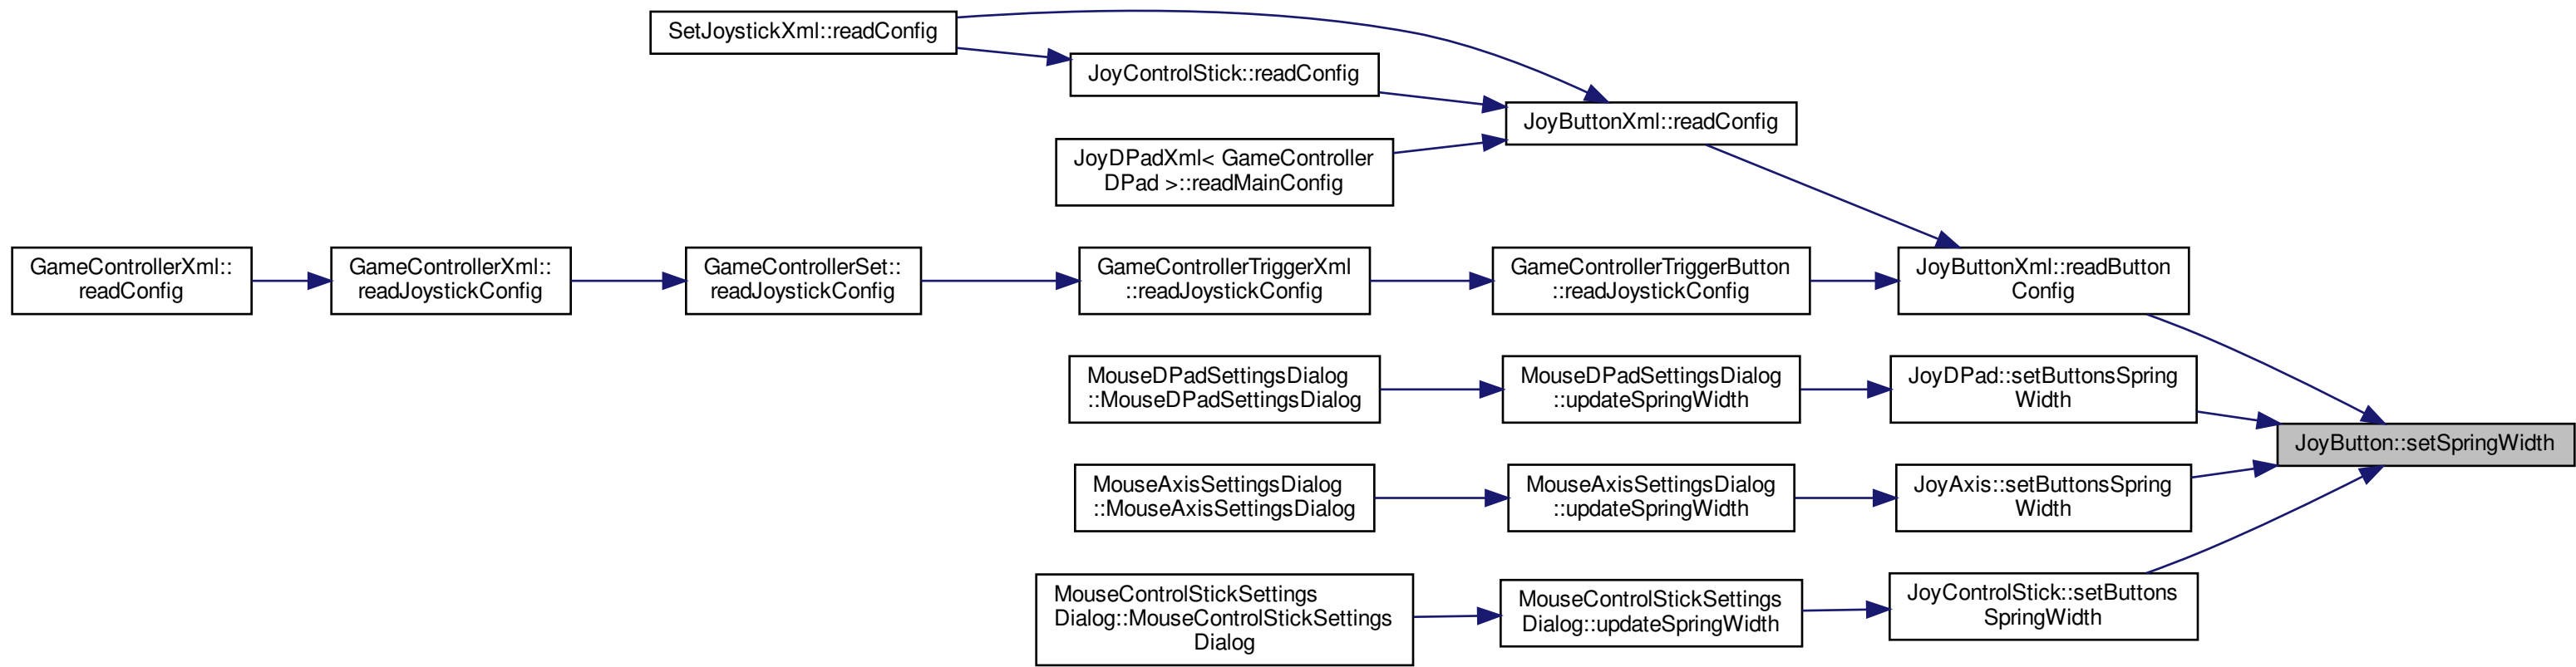 SetJoystickXml::readConfig
JoyControlStick::readConfig
JoyButtonXml::readConfig
JoyDPadXml< GameController
DPad >::readMainConfig
GameControllerXml::
readConfig
GameControllerXml::
readJoystickConfig
GameControllerSet::
readJoystickConfig
GameControllerTriggerXml
::readJoystickConfig
GameControllerTriggerButton
::readJoystickConfig
JoyButtonXml::readButton
Config
MouseDPadSettingsDialog
::MouseDPadSettingsDialog
MouseDPadSettingsDialog
::updateSpringWidth
JoyDPad::setButtonsSpring
Width
JoyButton::setSpringWidth
MouseAxisSettingsDialog
::MouseAxisSettingsDialog
MouseAxisSettingsDialog
::updateSpringWidth
JoyAxis::setButtonsSpring
Width
MouseControlStickSettings
Dialog::MouseControlStickSettings
Dialog
MouseControlStickSettings
Dialog::updateSpringWidth
JoyControlStick::setButtons
SpringWidth